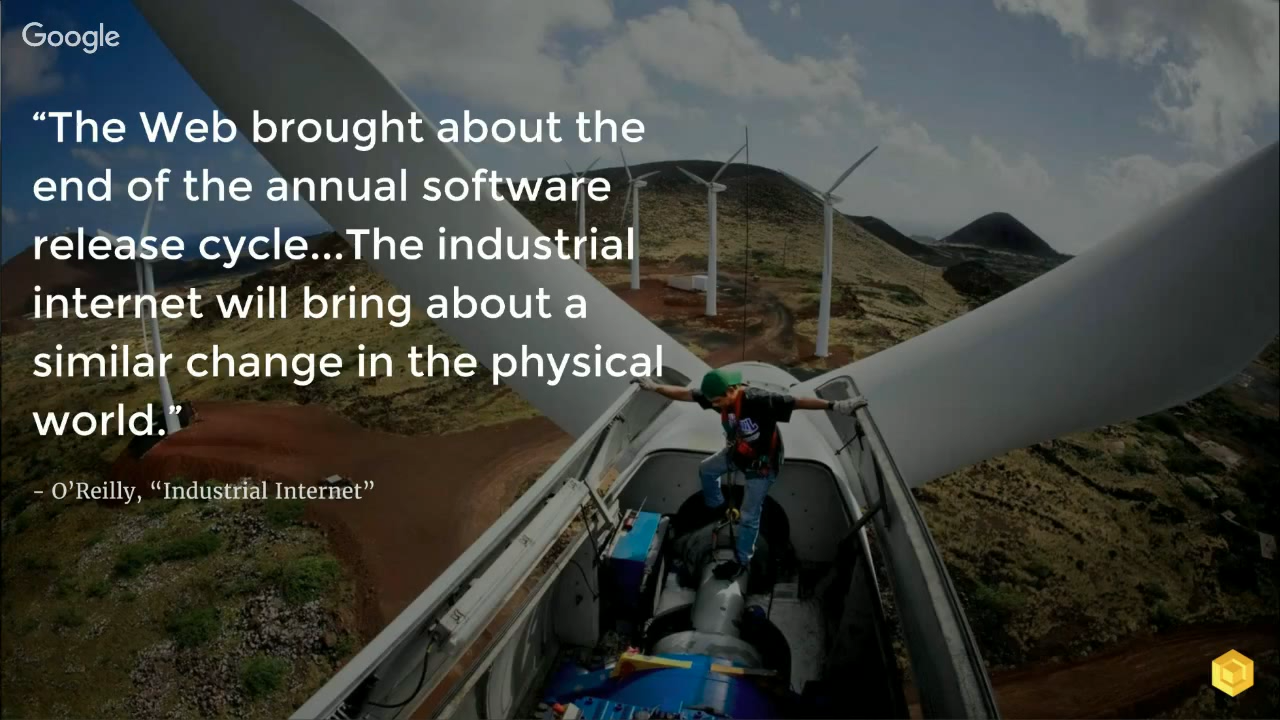 Google
“The Web brought about the
end of the annual software
release cycle...The industrial
internet will bring about a
similar change in the physical
world.”
- O’Reilly, “Industrial Internet”